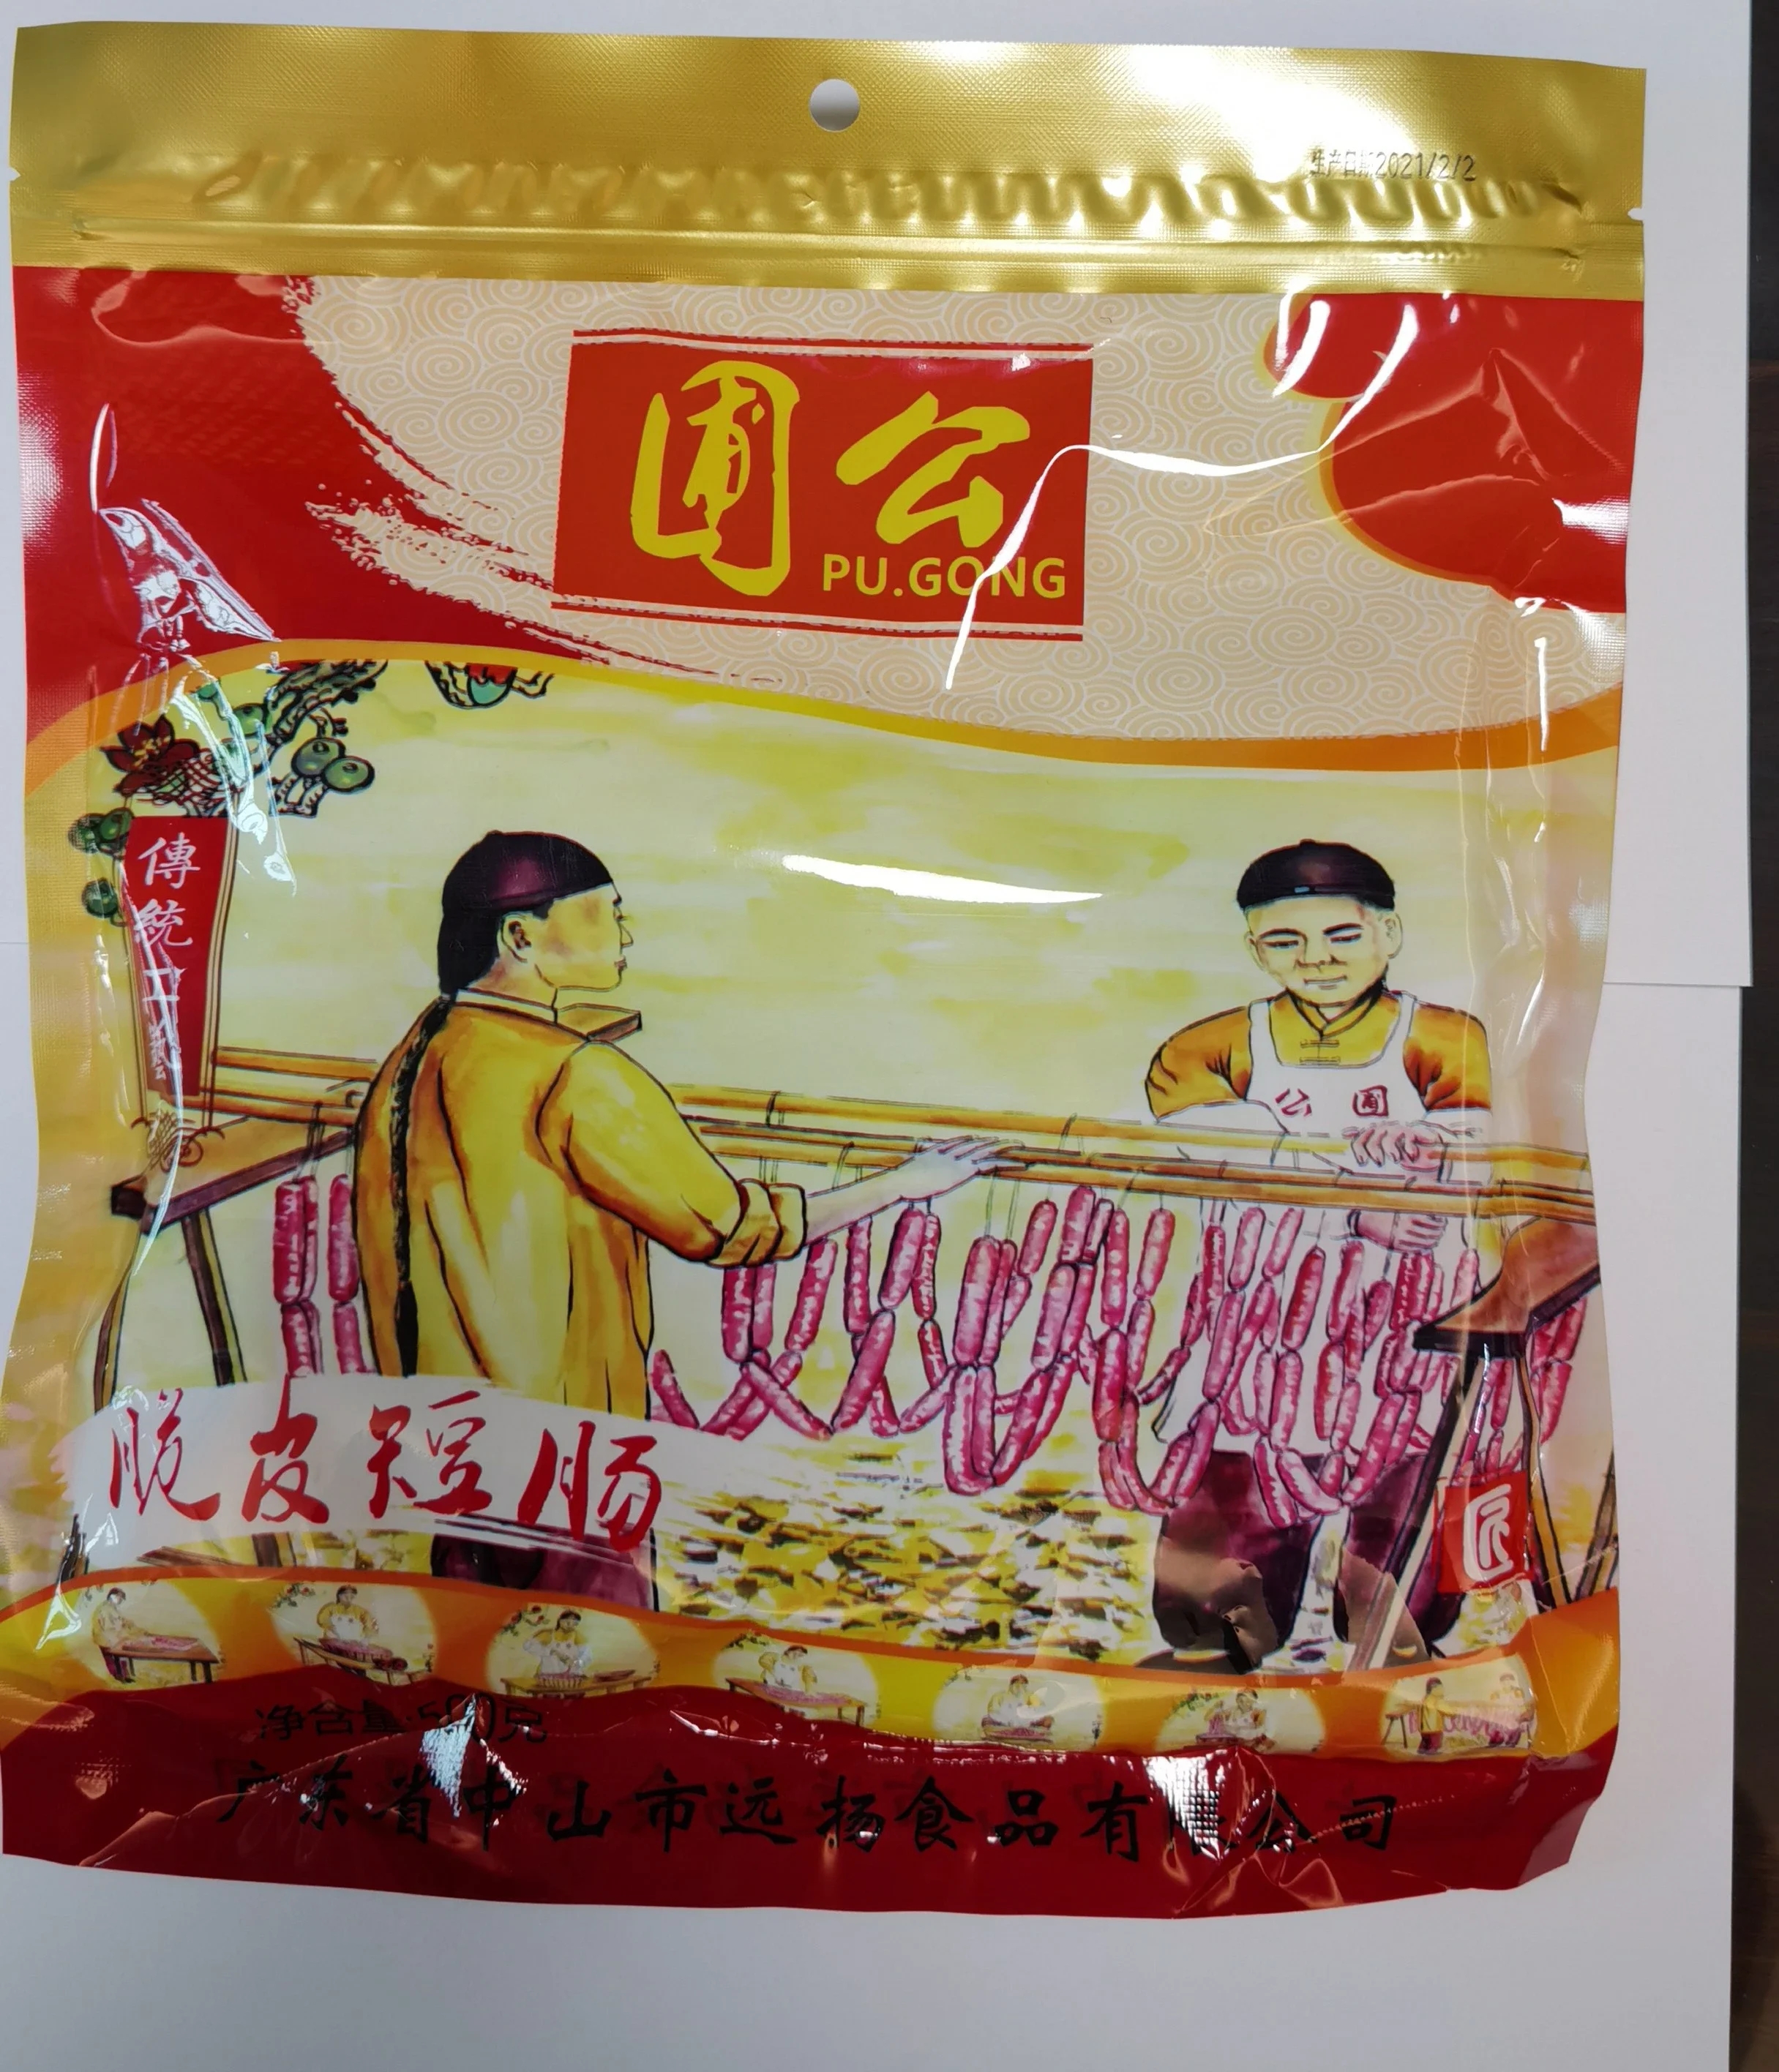 生产日期2021/2/2
圃公
PU.GONG
傳統工藝
公圃
脆皮短肠
匠
净含量:500克
广东省中山市远扬食品有限公司